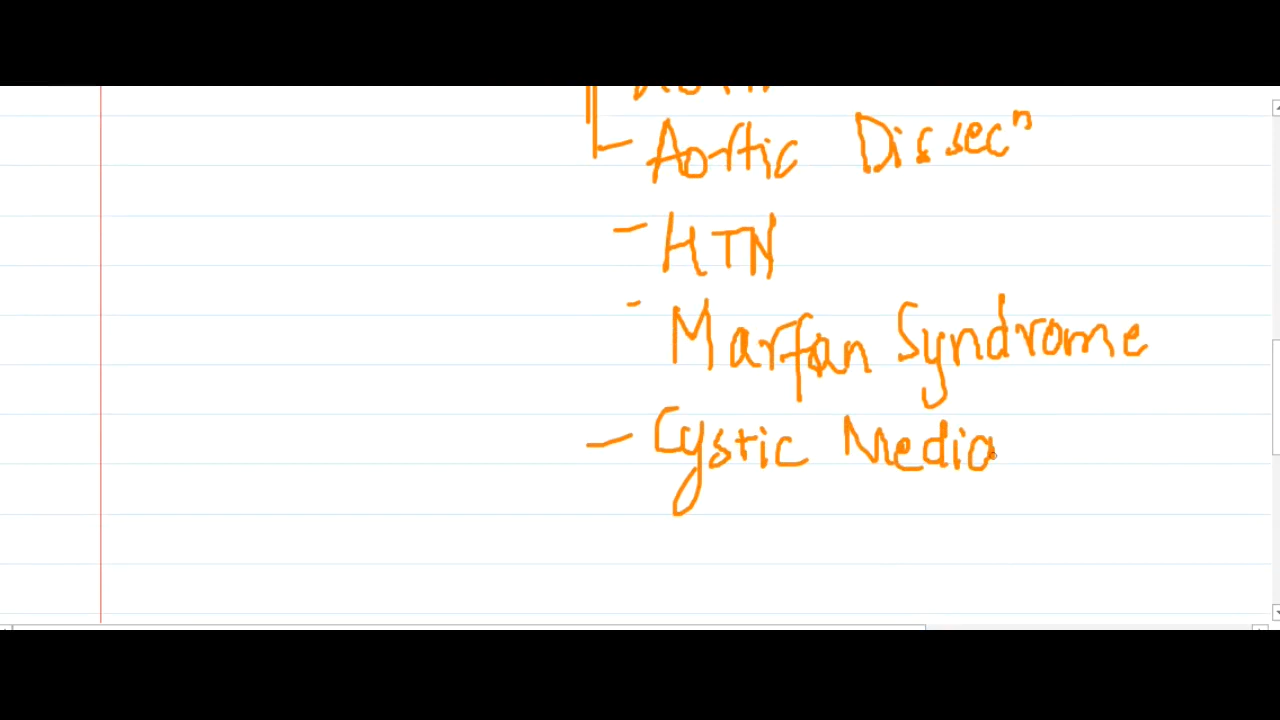 Aortic Dissecⁿ
- HTN
- Marfan Syndrome
- Cystic Media